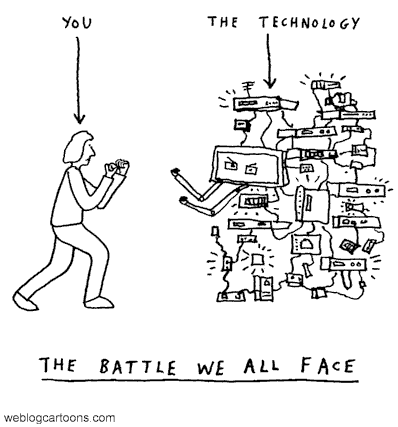 YOU
THE TECHNOLOGY
THE BATTLE WE ALL FACE
weblogcartoons.com